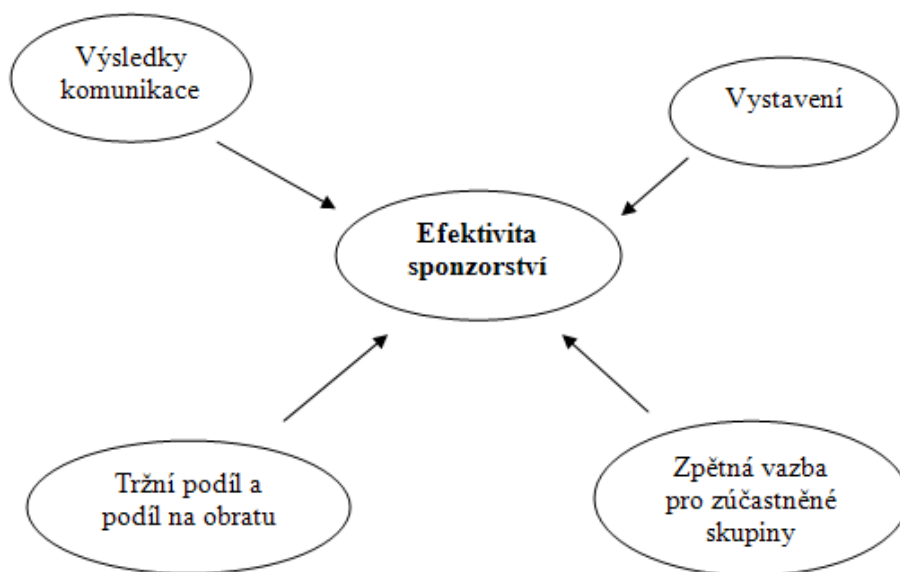 Výsledky
komunikace
Vystavení
Efektivita
sponzorství
Tržní podíl a
podíl na obratu
Zpětná vazba
pro zúčastněné
skupiny